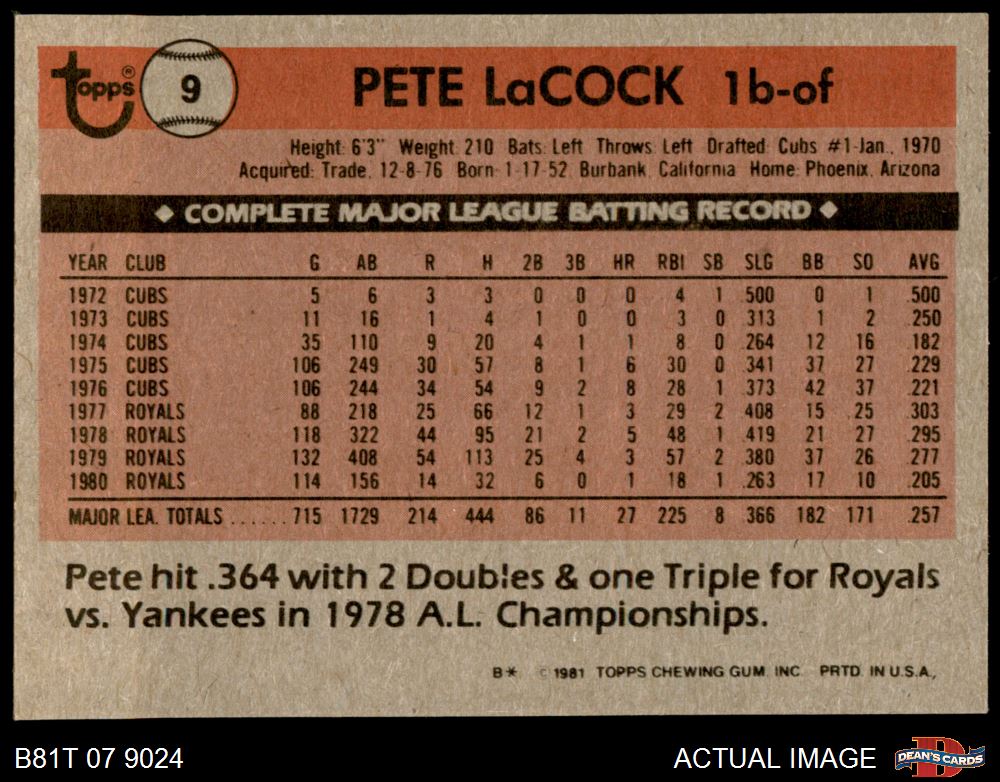 Topps® 9 PETE LaCOCK 1b-of
Height: 6'3" Weight: 210 Bats: Left Throws: Left Drafted: Cubs #1-Jan., 1970
Acquired: Trade, 12-8-76 Born: 1-17-52, Burbank, California Home: Phoenix, Arizona
◆ COMPLETE MAJOR LEAGUE BATTING RECORD ◆
YEAR CLUB G AB R H 2B 3B HR RBI SB SLG BB SO AVG
1972 CUBS 5 6 3 3 0 0 0 4 1 .500 0 1 .500
1973 CUBS 11 16 1 4 1 0 0 3 0 .313 1 2 .250
1974 CUBS 35 110 9 20 4 1 1 8 0 .264 12 16 .182
1975 CUBS 106 249 30 57 8 1 6 30 0 .341 37 27 .229
1976 CUBS 106 244 34 54 9 2 8 28 1 .373 42 37 .221
1977 ROYALS 88 218 25 66 12 1 3 29 2 .408 15 25 .303
1978 ROYALS 118 322 44 95 21 2 5 48 1 .419 21 27 .295
1979 ROYALS 132 408 54 113 25 4 3 57 2 .380 37 26 .277
1980 ROYALS 114 156 14 32 6 0 1 18 1 .263 17 10 .205
MAJOR LEA. TOTALS ...... 715 1729 214 444 86 11 27 225 8 .366 182 171 .257
Pete hit .364 with 2 Doubles & one Triple for Royals
vs. Yankees in 1978 A.L. Championships.
B* © 1981 TOPPS CHEWING GUM, INC. PRTD. IN U.S.A.,
B81T 07 9024 ACTUAL IMAGE D DEAN'S CARDS